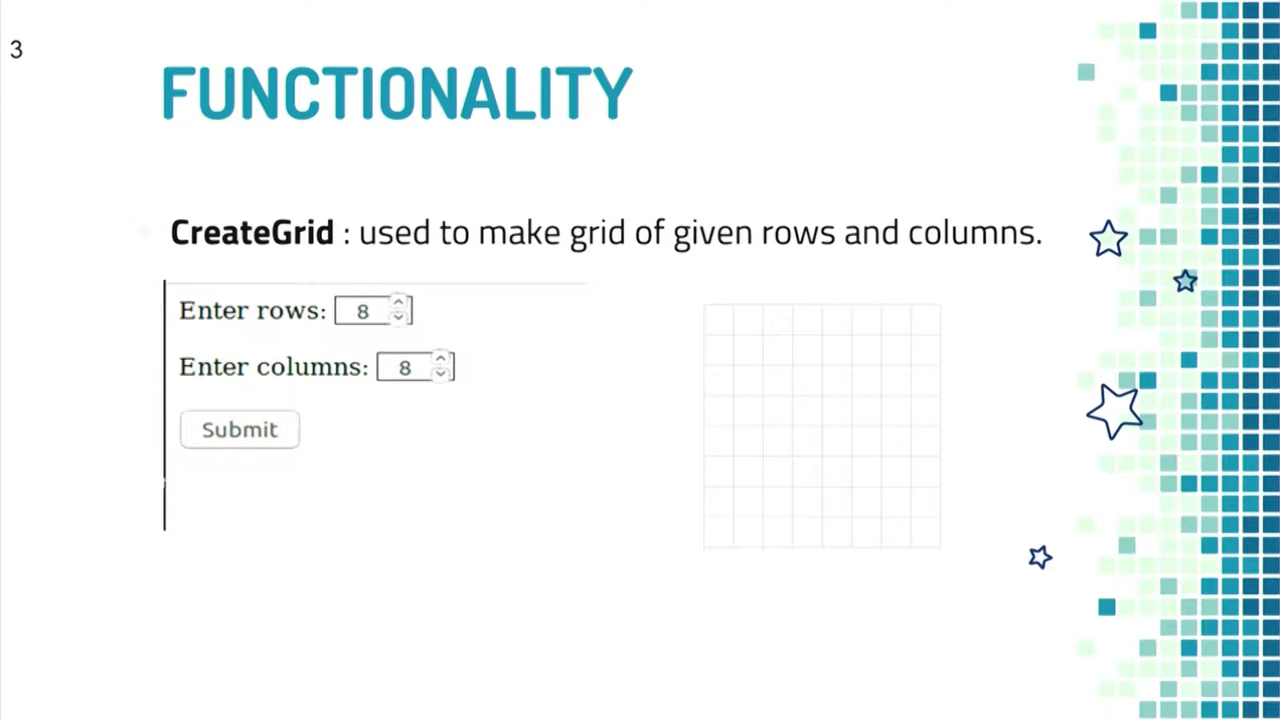 3
FUNCTIONALITY
CreateGrid : used to make grid of given rows and columns.
Enter rows: 8
Enter columns: 8
Submit